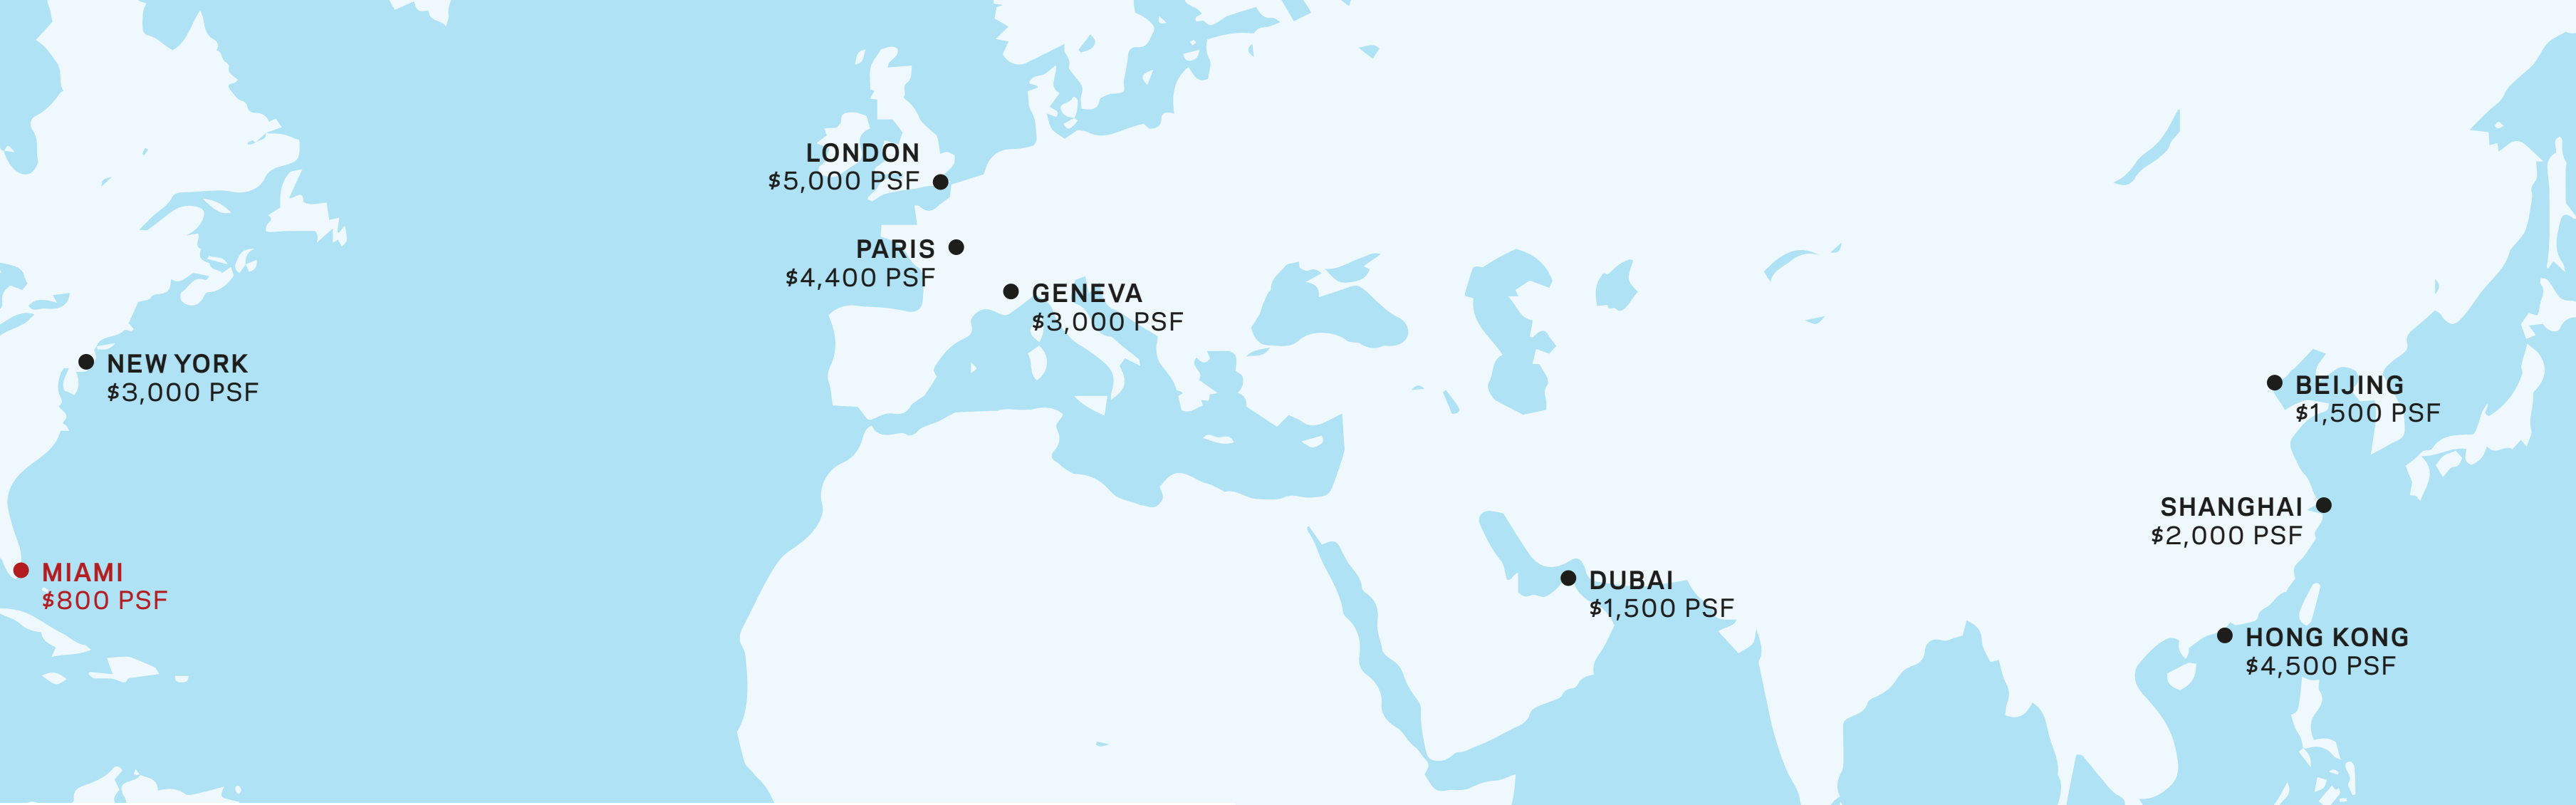 LONDON
$5,000 PSF
PARIS
$4,400 PSF
GENEVA
$3,000 PSF
NEW YORK
$3,000 PSF
BEIJING
$1,500 PSF
SHANGHAI
$2,000 PSF
MIAMI
$800 PSF
DUBAI
$1,500 PSF
HONG KONG
$4,500 PSF